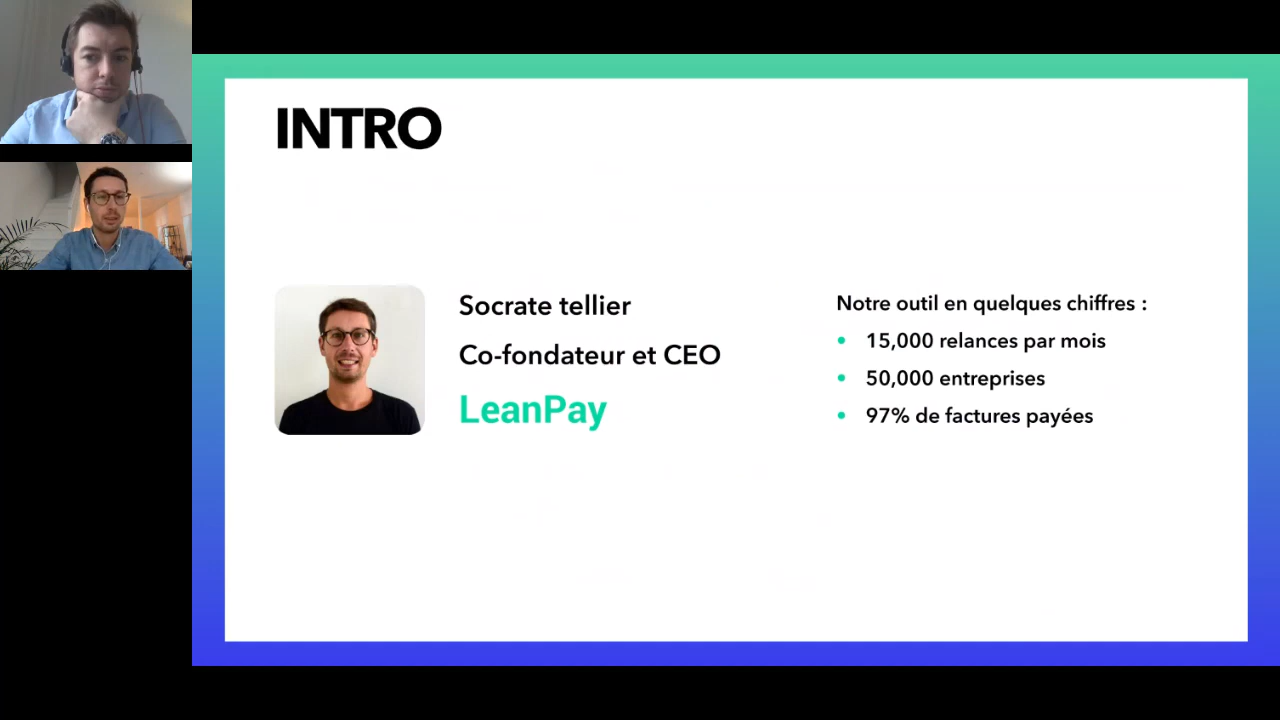 INTRO
Socrate tellier
Co-fondateur et CEO
LeanPay
Notre outil en quelques chiffres :
15,000 relances par mois
50,000 entreprises
97% de factures payées